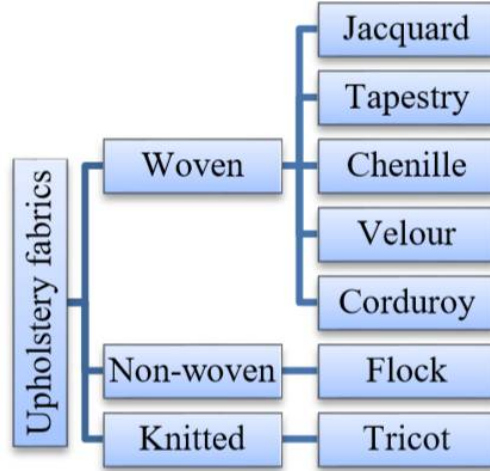 Upholstery fabrics
Woven
Jacquard
Tapestry
Chenille
Velour
Corduroy
Non-woven
Flock
Knitted
Tricot